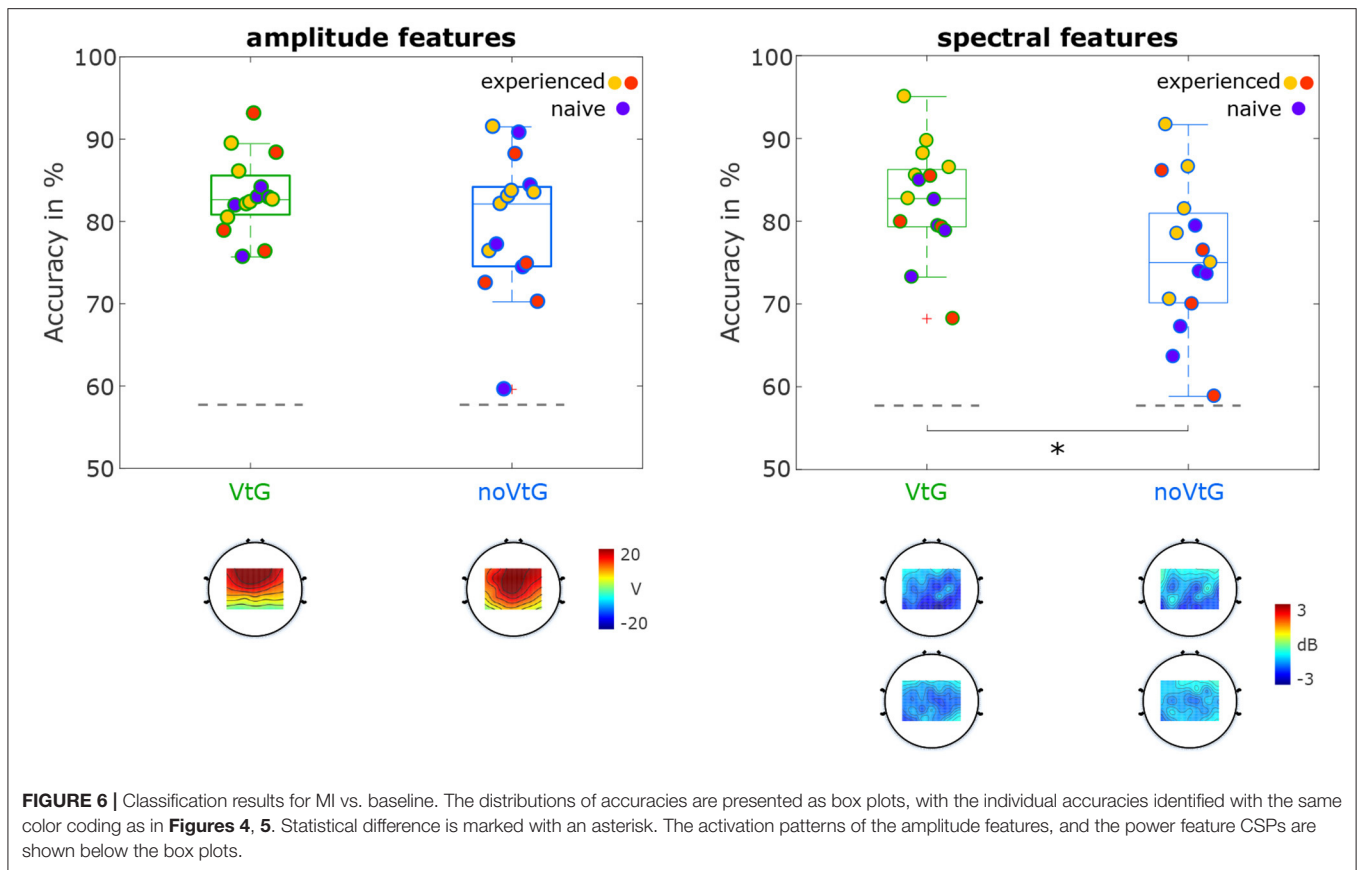 amplitude features
100
90
80
70
60
50
Accuracy in %
experienced
naive
VtG
noVtG
20
V
-20
spectral features
100
90
80
70
60
50
Accuracy in %
experienced
naive
*
VtG
noVtG
3
dB
-3
FIGURE 6 | Classification results for MI vs. baseline. The distributions of accuracies are presented as box plots, with the individual accuracies identified with the same
color coding as in Figures 4, 5. Statistical difference is marked with an asterisk. The activation patterns of the amplitude features, and the power feature CSPs are
shown below the box plots.